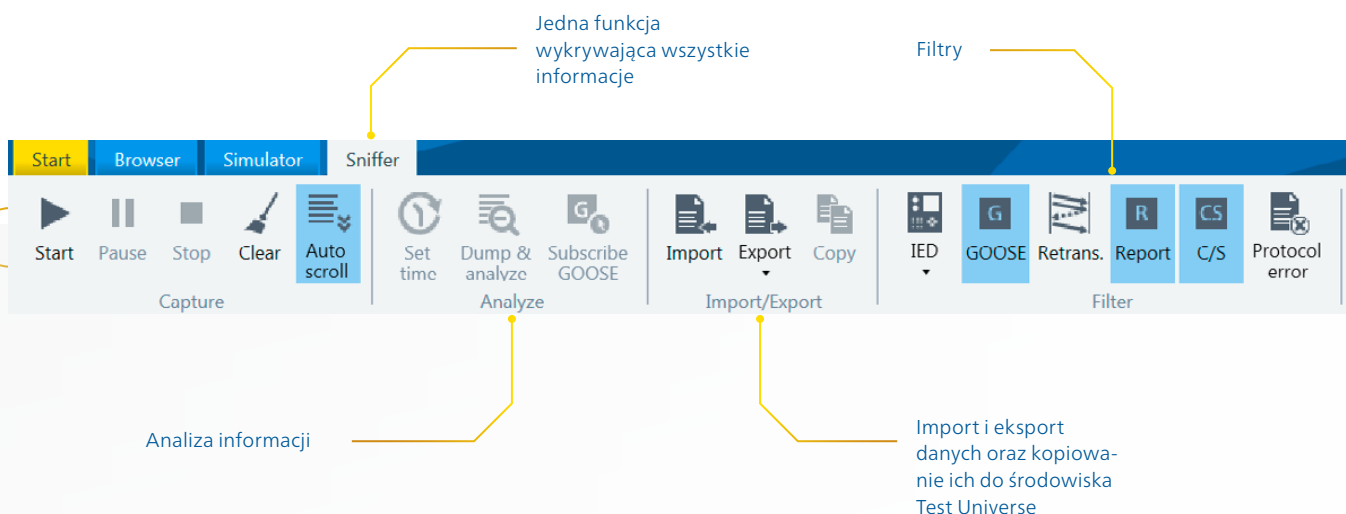 Jedna funkcja
wykrywająca wszystkie
informacje
Filtry
Start Browser Simulator Sniffer
Start Pause Stop Clear Auto scroll
Set time Dump & analyze Subscribe GOOSE
Import Export Copy
IED G GOOSE Retrans. R Report CS C/S Protocol error
Capture Analyze Import/Export Filter
Analiza informacji
Import i eksport
danych oraz kopiowa-
nie ich do środowiska
Test Universe